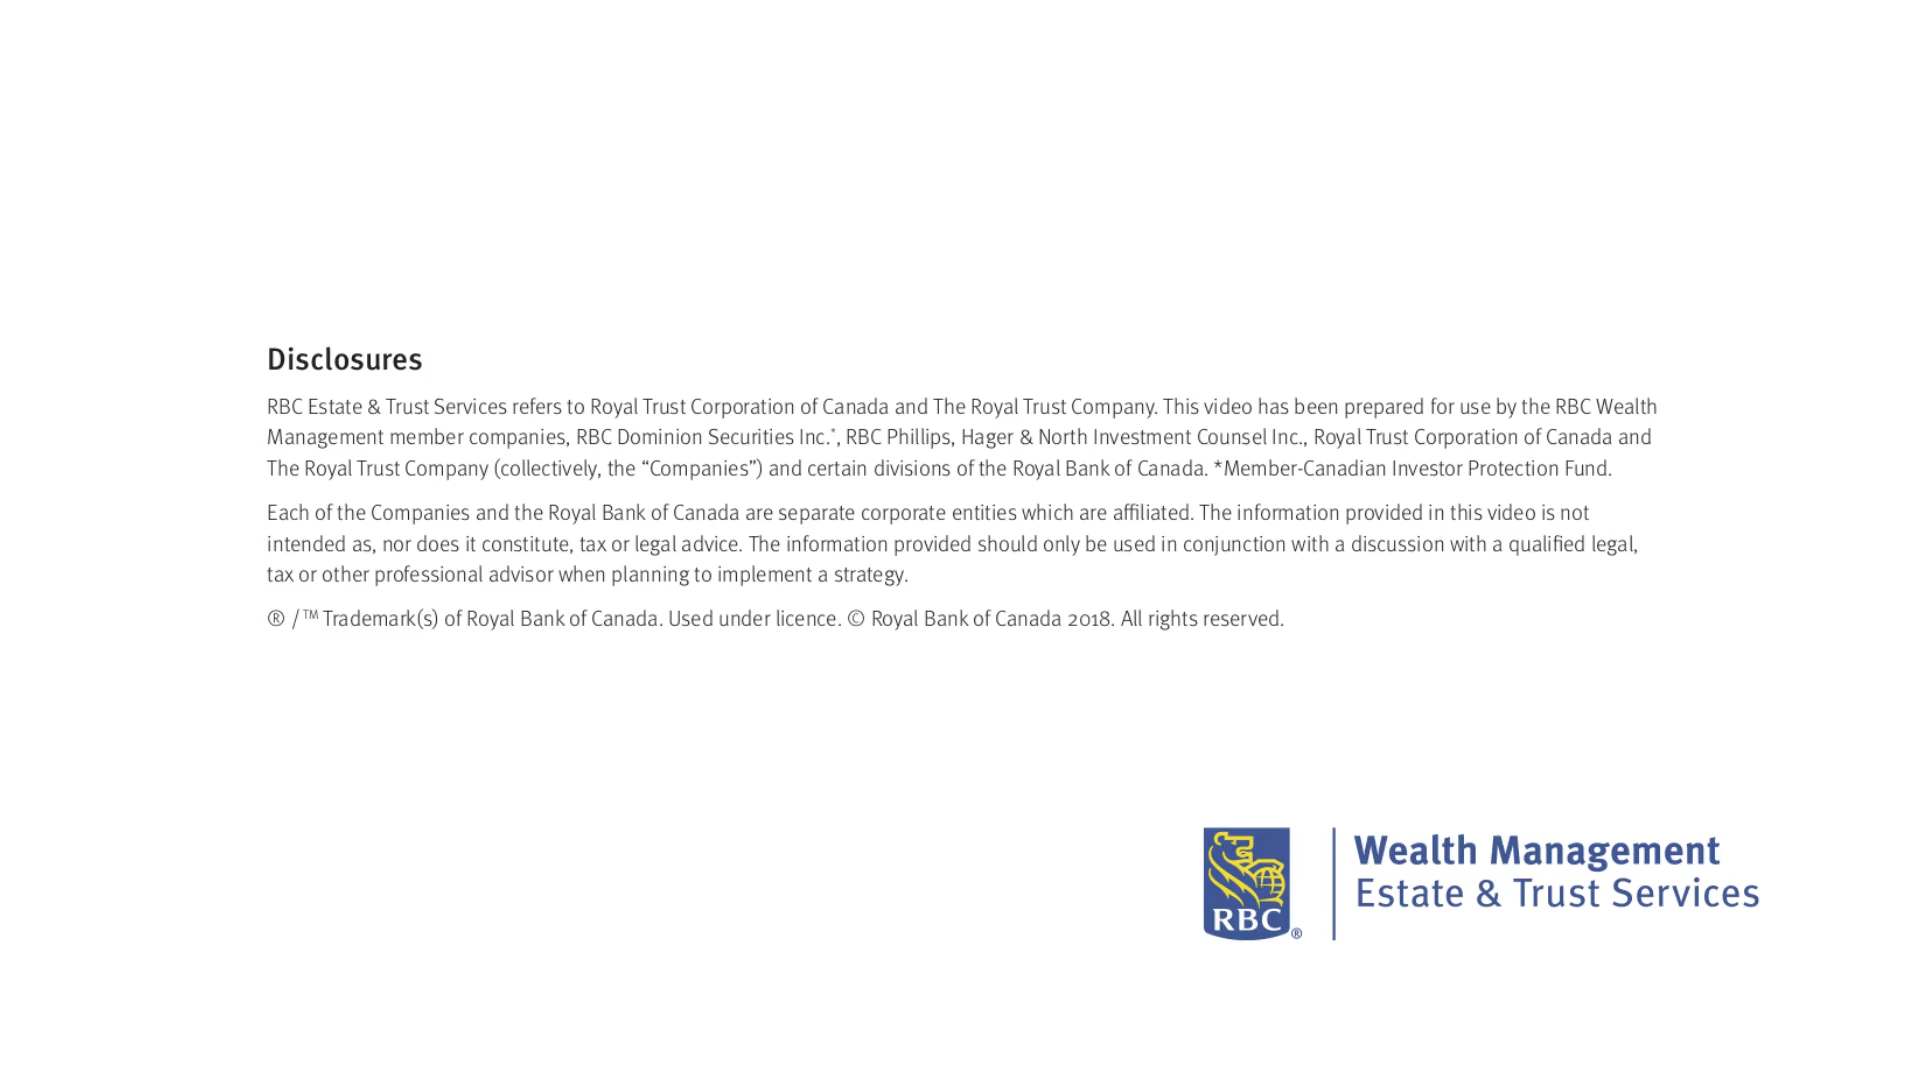 Disclosures
RBC Estate & Trust Services refers to Royal Trust Corporation of Canada and The Royal Trust Company. This video has been prepared for use by the RBC Wealth
Management member companies, RBC Dominion Securities Inc.*, RBC Phillips, Hager & North Investment Counsel Inc., Royal Trust Corporation of Canada and
The Royal Trust Company (collectively, the “Companies”) and certain divisions of the Royal Bank of Canada. *Member-Canadian Investor Protection Fund.
Each of the Companies and the Royal Bank of Canada are separate corporate entities which are affiliated. The information provided in this video is not
intended as, nor does it constitute, tax or legal advice. The information provided should only be used in conjunction with a discussion with a qualified legal,
tax or other professional advisor when planning to implement a strategy.
® / ™ Trademark(s) of Royal Bank of Canada. Used under licence. © Royal Bank of Canada 2018. All rights reserved.
Wealth Management
Estate & Trust Services
RBC ®